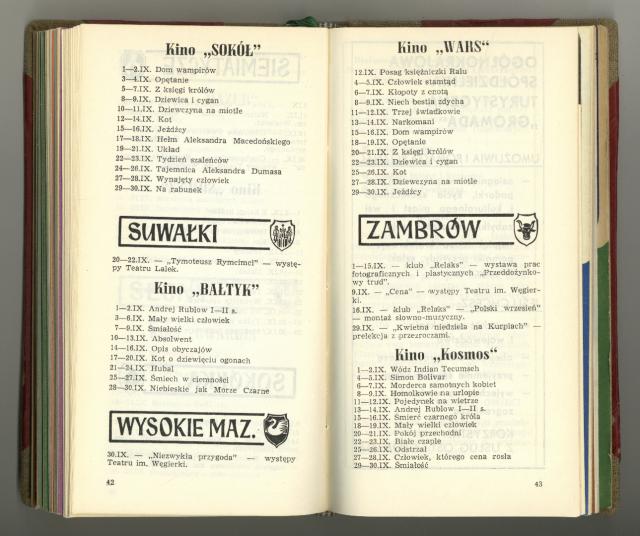 Kino „SOKÓŁ"
1—2.IX. Dom wampirów
3—4.IX. Opętanie
5—7.IX. Z księgi królów
8—9.IX. Dziewica i cygan
10—11.IX. Dziewczyna na miotle
12—14.IX. Kot
15—16.IX. Jeźdźcy
17—18.IX. Hełm Aleksandra Macedońskiego
19—21.IX. Układ
22—23.IX. Tydzień szaleńców
24—26.IX. Tajemnica Aleksandra Dumasa
27—28.IX. Wynajęty człowiek
29—30.IX. Na rabunek
SUWAŁKI
20—22.IX. — „Tymoteusz Rymcimci" — wystę-
py Teatru Lalek.
Kino „BAŁTYK"
1—2.IX. Andrej Rublow I—II s.
3—6.IX. Mały wielki człowiek
7—9.IX. Śmiałość
10—13.IX. Absolwent
14—16.IX. Opis obyczajów
17—20.IX. Kot o dziewięciu ogonach
21—24.IX. Hubal
25—27.IX. Śmiech w ciemności
28—30.IX. Niebieskie jak Morze Czarne
WYSOKIE MAZ.
30.IX. — „Niezwykła przygoda" — występy
Teatru im. Węgierki.
42
Kino „WARS"
12.IX. Posag księżniczki Ralu
4—5.IX. Człowiek stamtąd
6—7.IX. Kłopoty z cnotą
8—9.IX. Niech bestia zdycha
11—12.IX. Trzej świadkowie
13—14.IX. Narkomani
15—16.IX. Dom wampirów
18—19.IX. Opętanie
20—21.IX. Z księgi królów
22—23.IX. Dziewica i cygan
25—26.IX. Kot
27—28.IX. Dziewczyna na miotle
29—30.IX. Jeźdźcy
ZAMBRÓW
1—15.IX. — klub „Relaks" — wystawa prac
fotograficznych i plastycznych „Przeddożynko-
wy trud".
9.IX. — „Cena" — występy Teatru im. Węgier-
ki.
16.IX. — klub „Relaks" — „Polski wrzesień"
— montaż słowno-muzyczny.
29.IX. — „Kwietna niedziela na Kurpiach" —
prelekcja z przezroczami.
Kino „Kosmos"
1—2.IX. Wódz Indian Tecumseh
4—5.IX. Simon Bolivar
6—7.IX. Morderca samotnych kobiet
8—9.IX. Homolkowie na urlopie
11—12.IX. Pojedynek na wietrze
13—14.IX. Andrej Rublow I—II s.
15—16.IX. Śmierć czarnego króla
18—19.IX. Mały wielki człowiek
20—21.IX. Pokój przechodni
22—23.IX. Białe czaple
25—26.IX. Odstrzał
27—28.IX. Człowiek, którego cena rosła
29—30.IX. Śmiałość
43